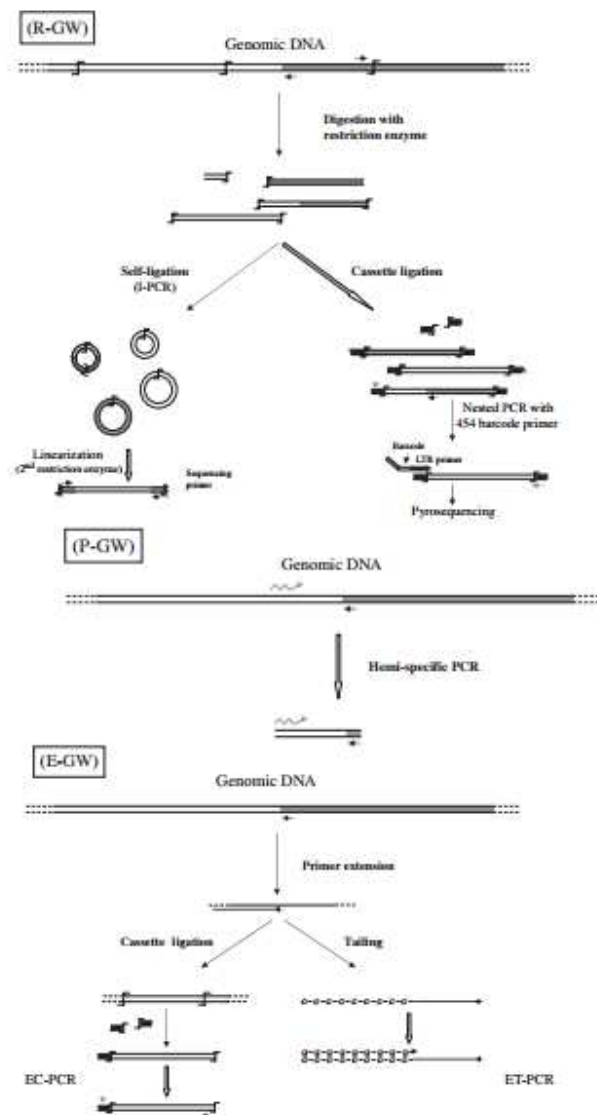 (R-GW)
Genomic DNA
Digestion with
restriction enzyme
Self-ligation
(I-PCR)
Cassette ligation
Nested PCR with
454 barcode primer
Linearization
(2nd restriction enzyme)
Sequencing
primer
Barcode
LTR primer
Pyrosequencing
(P-GW)
Genomic DNA
Hemi-specific PCR
(E-GW)
Genomic DNA
Primer extension
Cassette ligation
Tailing
EC-PCR
ET-PCR